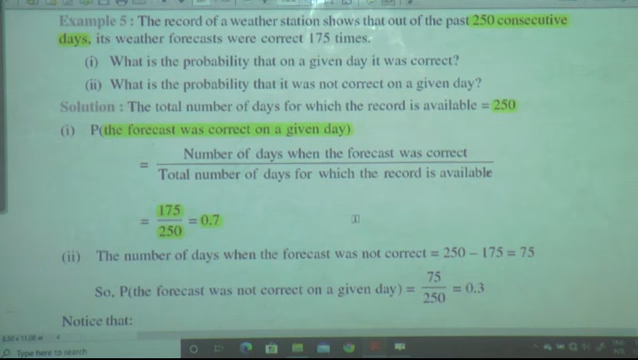 Example 5 : The record of a weather station shows that out of the past 250 consecutive
days, its weather forecasts were correct 175 times.
(i) What is the probability that on a given day it was correct?
(ii) What is the probability that it was not correct on a given day?
Solution : The total number of days for which the record is available = 250
(i) P(the forecast was correct on a given day)
= Number of days when the forecast was correct
Total number of days for which the record is available
= 175
250 = 0.7
(ii) The number of days when the forecast was not correct = 250 – 175 = 75
So, P(the forecast was not correct on a given day) = 75
250 = 0.3
Notice that:
8.50 x 11.00 in
Type here to search